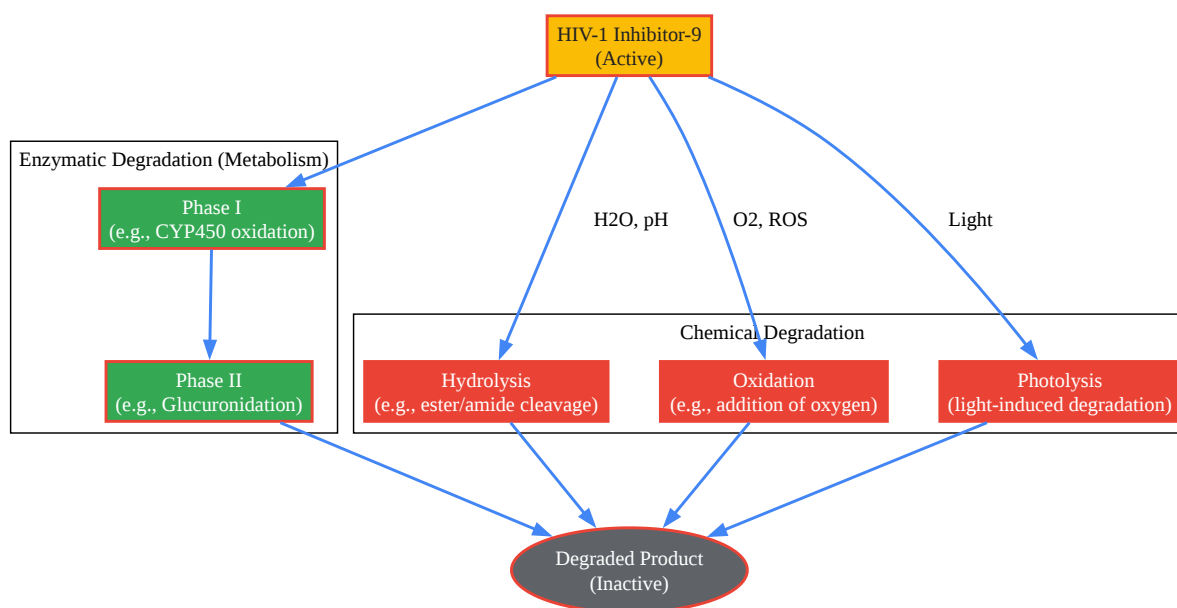 HIV-1 Inhibitor-9
(Active)
Enzymatic Degradation (Metabolism)
Phase I
(e.g., CYP450 oxidation)
H2O, pH
O2, ROS
Light
Chemical Degradation
Phase II
(e.g., Glucuronidation)
Hydrolysis
(e.g., ester/amide cleavage)
Oxidation
(e.g., addition of oxygen)
Photolysis
(light-induced degradation)
Degraded Product
(Inactive)